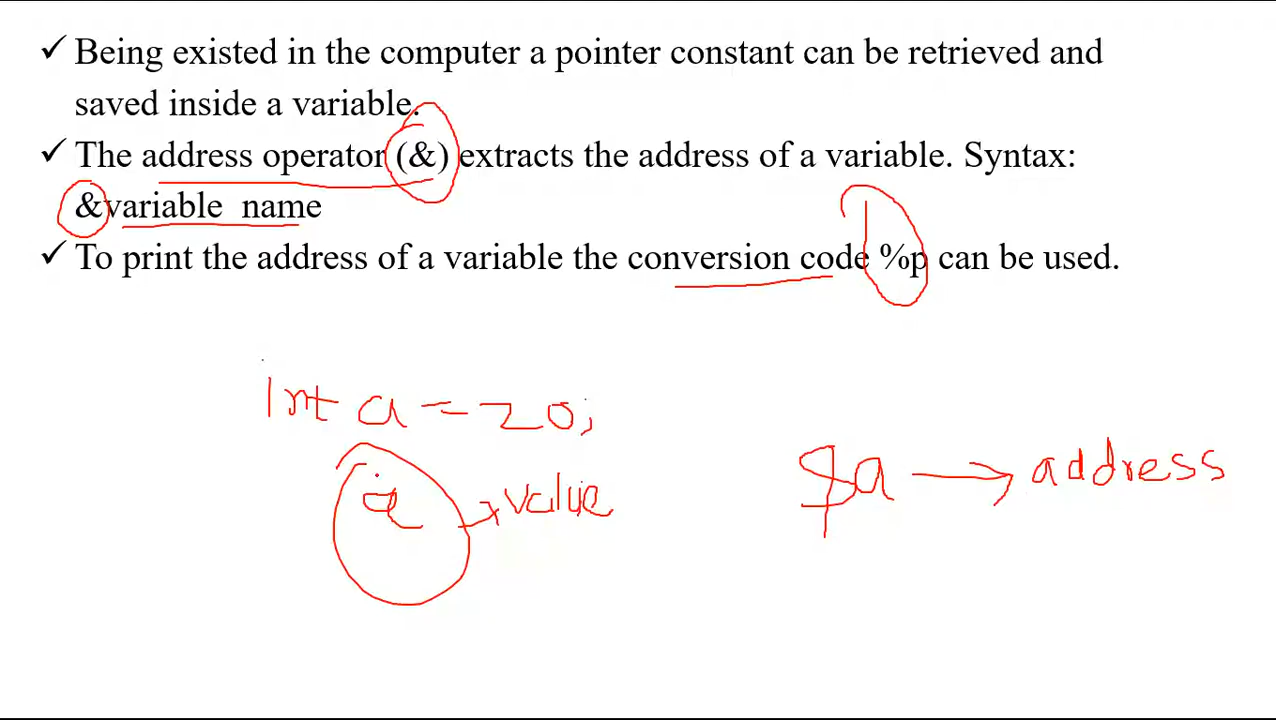 ✓ Being existed in the computer a pointer constant can be retrieved and
saved inside a variable.
✓ The address operator (&) extracts the address of a variable. Syntax:
&variable name
✓ To print the address of a variable the conversion code %p can be used.
int a = 20;
a → value
&a → address